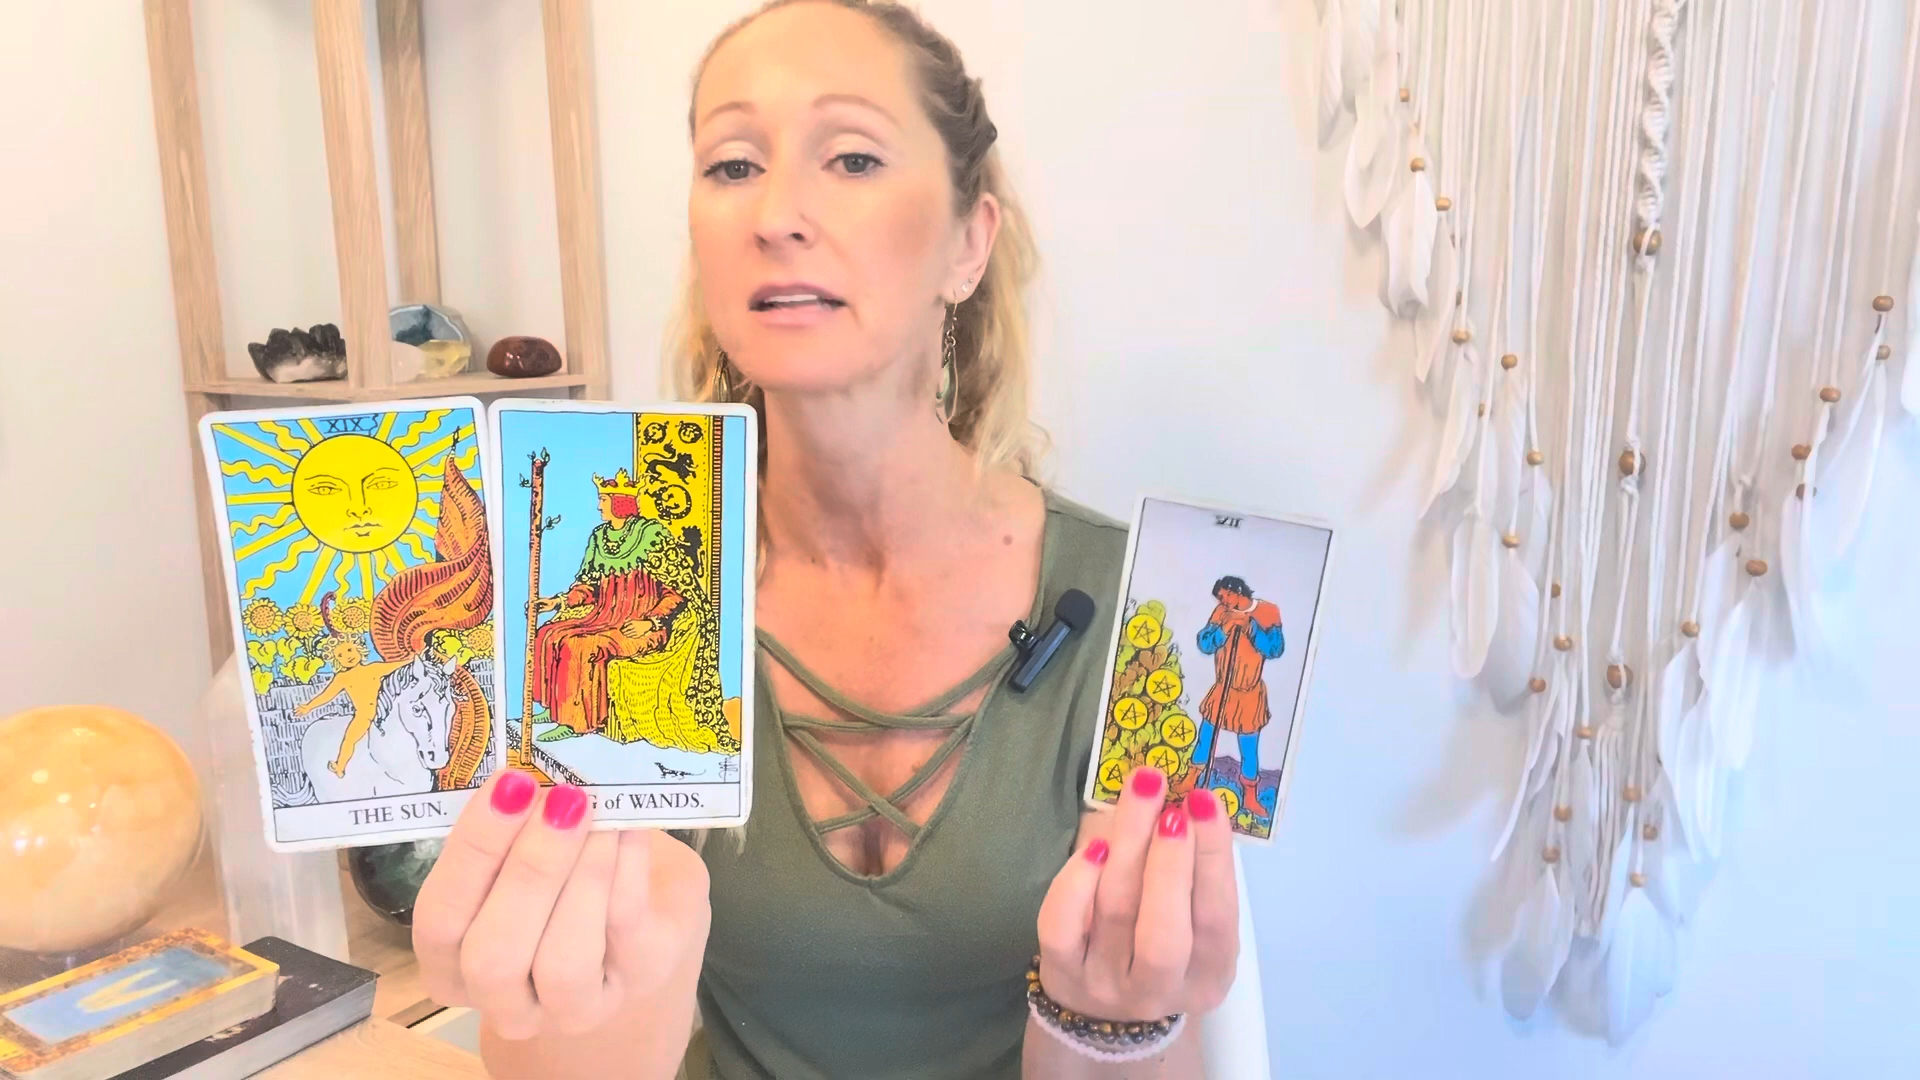 XIX
THE SUN.
G of WANDS.
VII